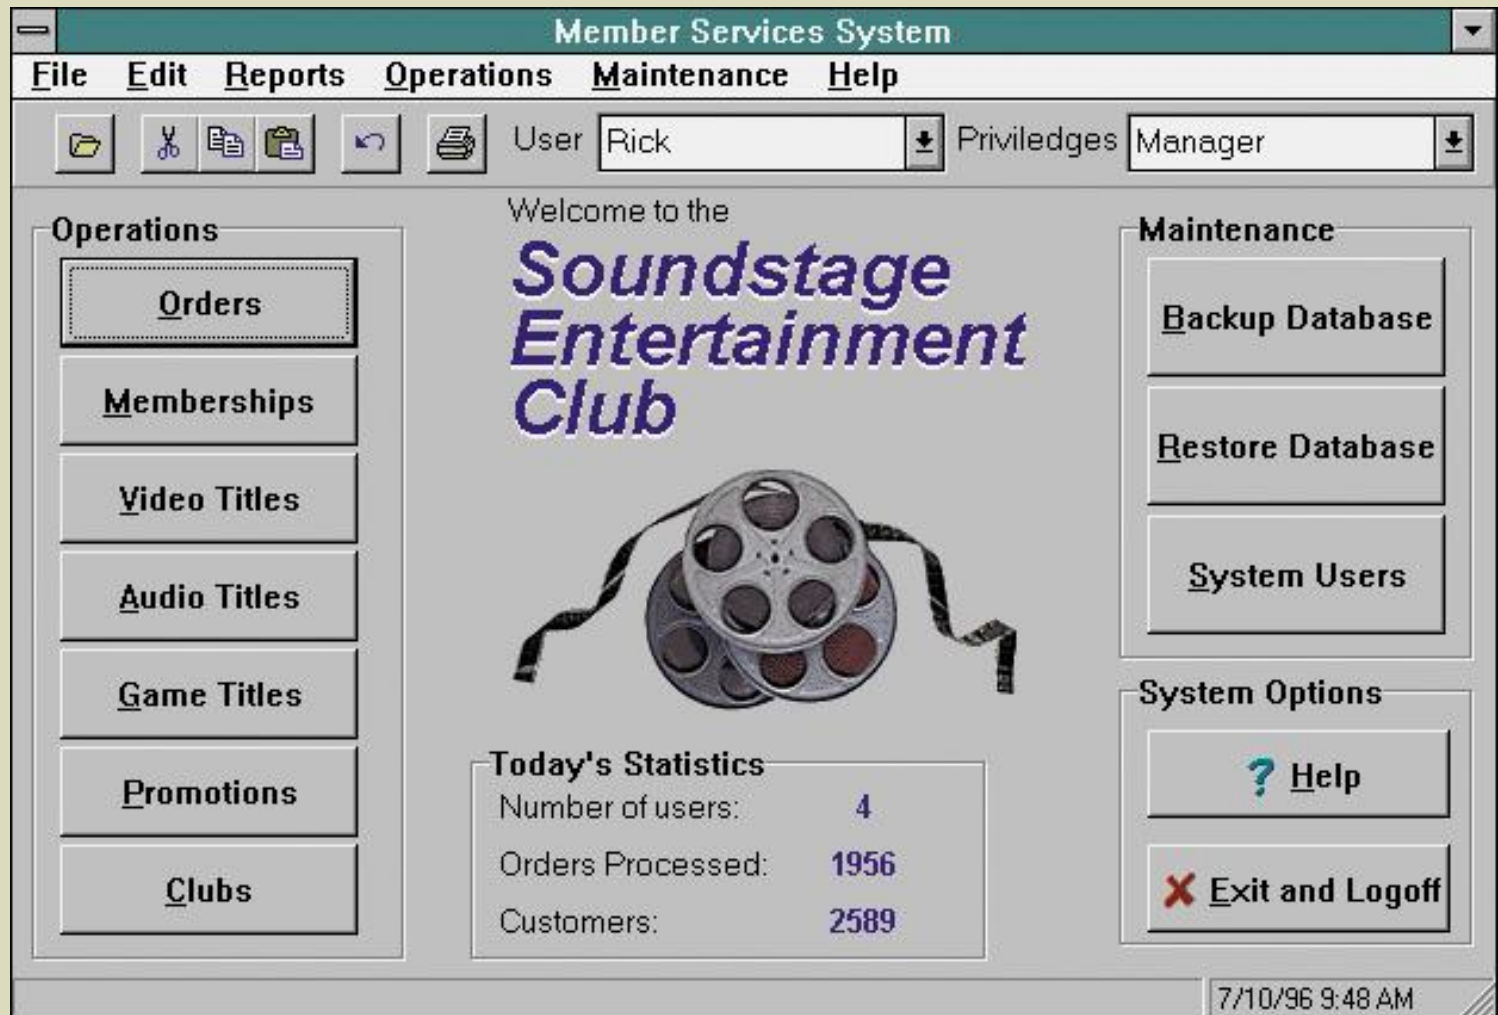 Member Services System
File Edit Reports Operations Maintenance Help
User Rick Priviledges Manager
Operations
Orders
Memberships
Video Titles
Audio Titles
Game Titles
Promotions
Clubs
Welcome to the
Soundstage
Entertainment
Club
Today's Statistics
Number of users: 4
Orders Processed: 1956
Customers: 2589
Maintenance
Backup Database
Restore Database
System Users
System Options
? Help
Exit and Logoff
7/10/96 9:48 AM